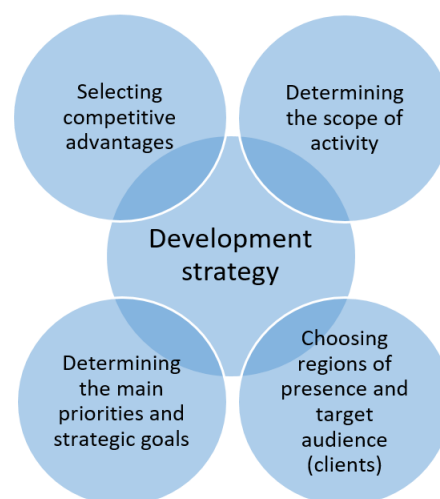 Selecting
competitive
advantages
Determining
the scope of
activity
Development
strategy
Determining
the main
priorities and
strategic goals
Choosing
regions of
presence and
target
audience
(clients)